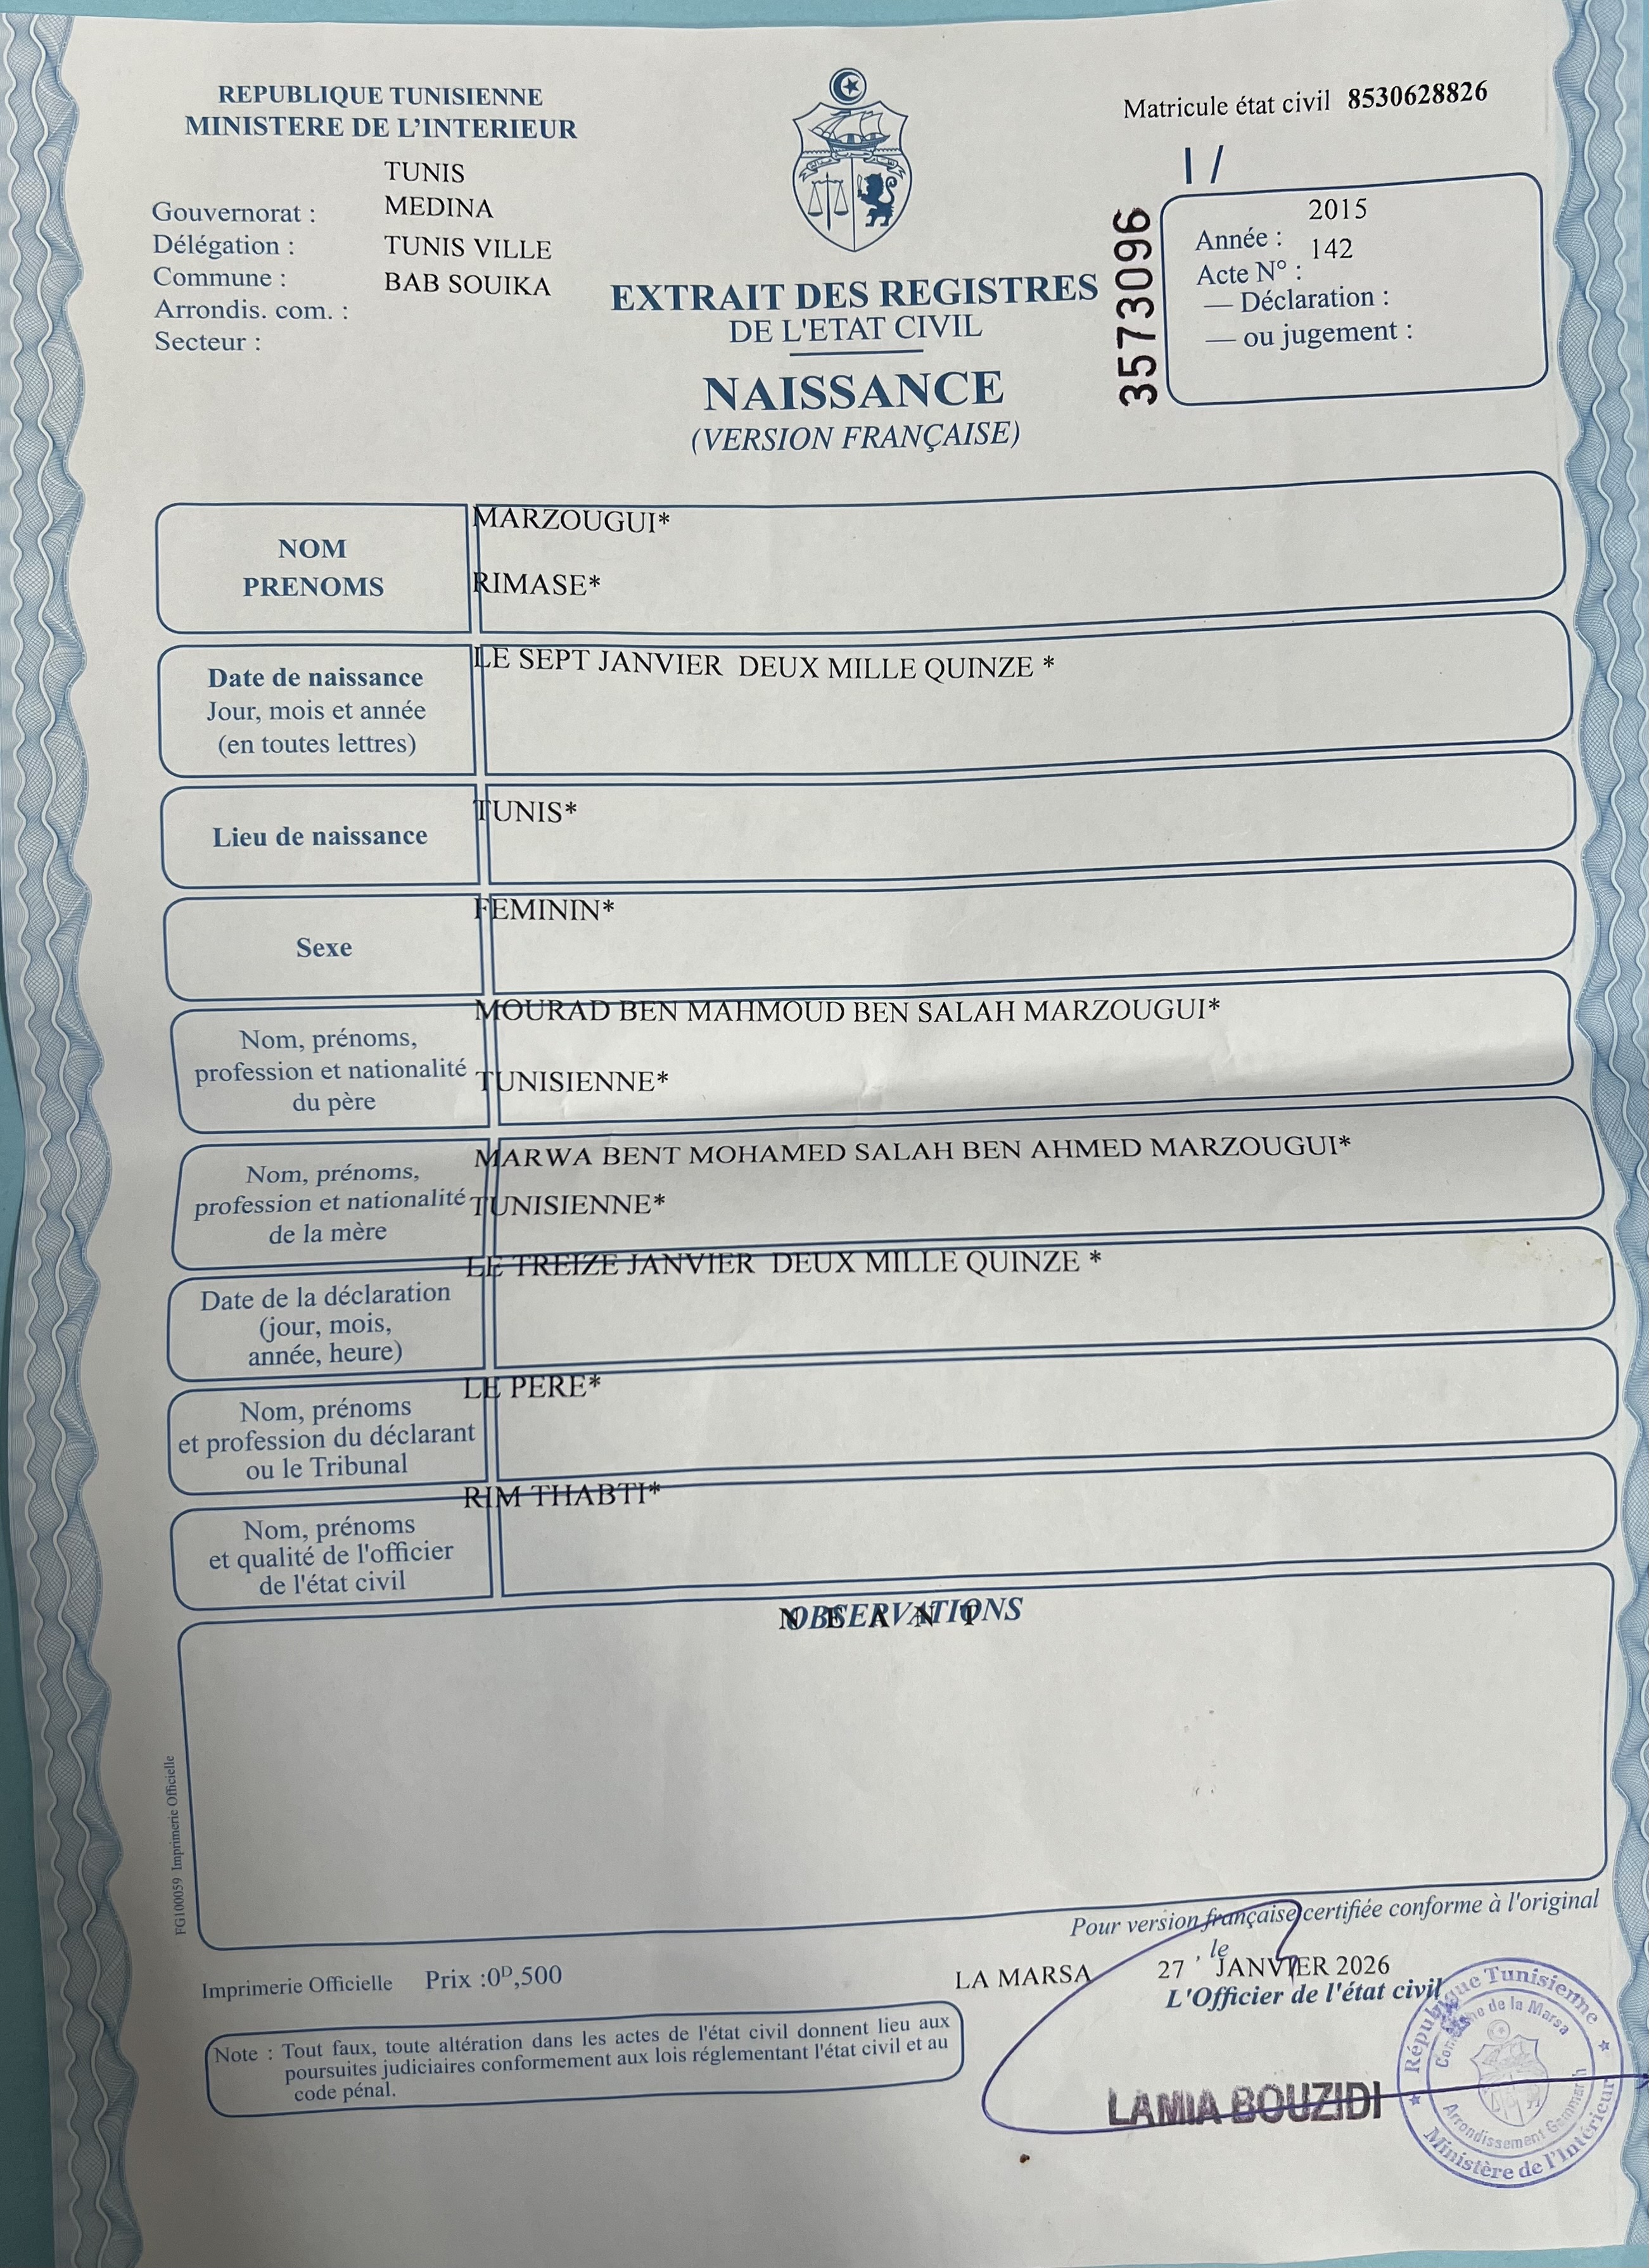 REPUBLIQUE TUNISIENNE
MINISTERE DE L'INTERIEUR
TUNIS
Gouvernorat :
MEDINA
Délégation :
TUNIS VILLE
Commune :
BAB SOUIKA
Arrondis. com. :
Secteur :
EXTRAIT DES REGISTRES
DE L'ETAT CIVIL
NAISSANCE
(VERSION FRANÇAISE)
Matricule état civil 8530628826
1/
3573096
2015
Année :
142
Acte N° :
— Déclaration :
— ou jugement :
NOM
PRENOMS
MARZOUGUI*
RIMASE*
Date de naissance
Jour, mois et année
(en toutes lettres)
LE SEPT JANVIER DEUX MILLE QUINZE *
Lieu de naissance
TUNIS*
Sexe
FEMININ*
Nom, prénoms,
profession et nationalité
du père
MOURAD BEN MAHMOUD BEN SALAH MARZOUGUI*
TUNISIENNE*
Nom, prénoms,
profession et nationalité
de la mère
MARWA BENT MOHAMED SALAH BEN AHMED MARZOUGUI*
TUNISIENNE*
Date de la déclaration
(jour, mois,
année, heure)
LE TREIZE JANVIER DEUX MILLE QUINZE *
Nom, prénoms
et profession du déclarant
ou le Tribunal
LE PERE*
Nom, prénoms
et qualité de l'officier
de l'état civil
RIM THABTI*
OBSERVATIONS
N E A N T
FG100059 Imprimerie Officielle
Pour version française certifiée conforme à l'original
Imprimerie Officielle Prix :0D,500
LA MARSA , le 27 JANVIER 2026
L'Officier de l'état civil
Note : Tout faux, toute altération dans les actes de l'état civil donnent lieu aux
poursuites judiciaires conformement aux lois réglementant l'état civil et au
code pénal.
LAMIA BOUZIDI
République Tunisienne
Commune de la Marsa
Arrondissement Gammarth
Ministère de l'Intérieur